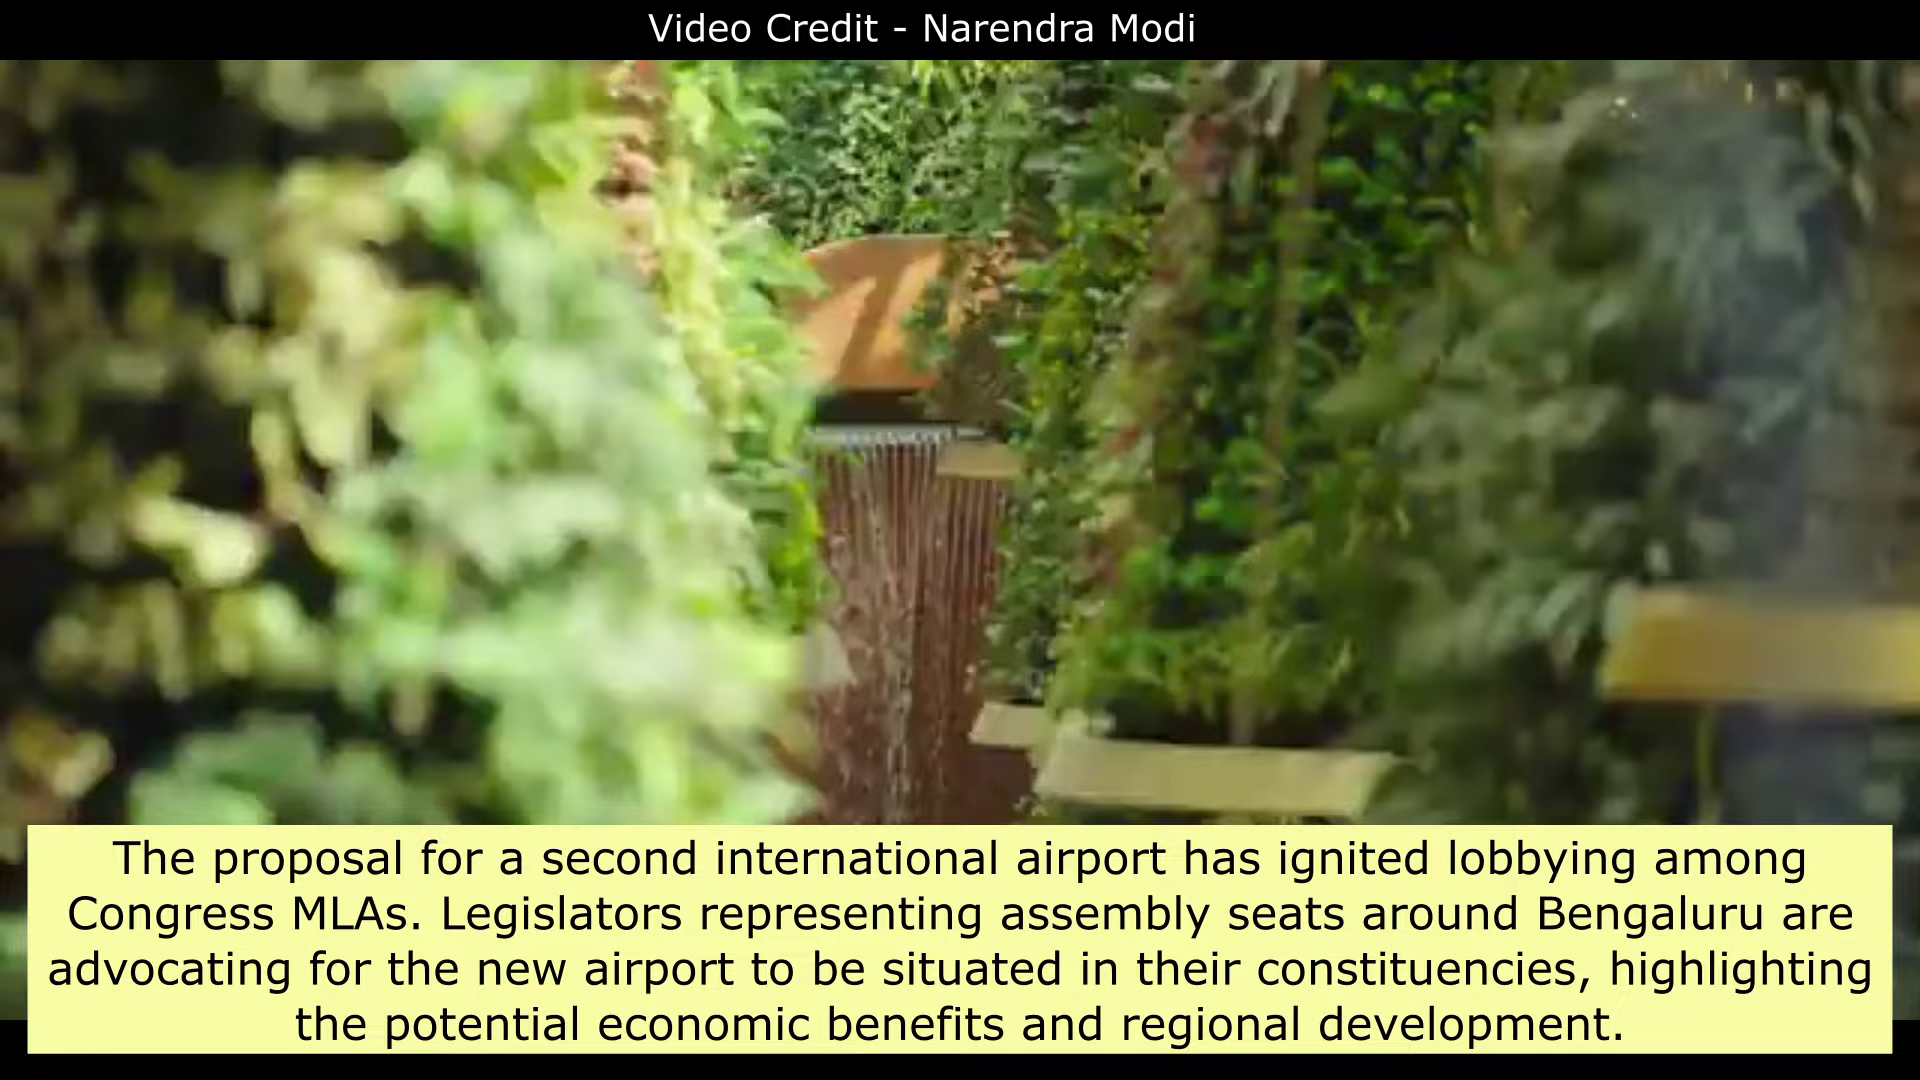 Video Credit - Narendra Modi
The proposal for a second international airport has ignited lobbying among
Congress MLAs. Legislators representing assembly seats around Bengaluru are
advocating for the new airport to be situated in their constituencies, highlighting
the potential economic benefits and regional development.